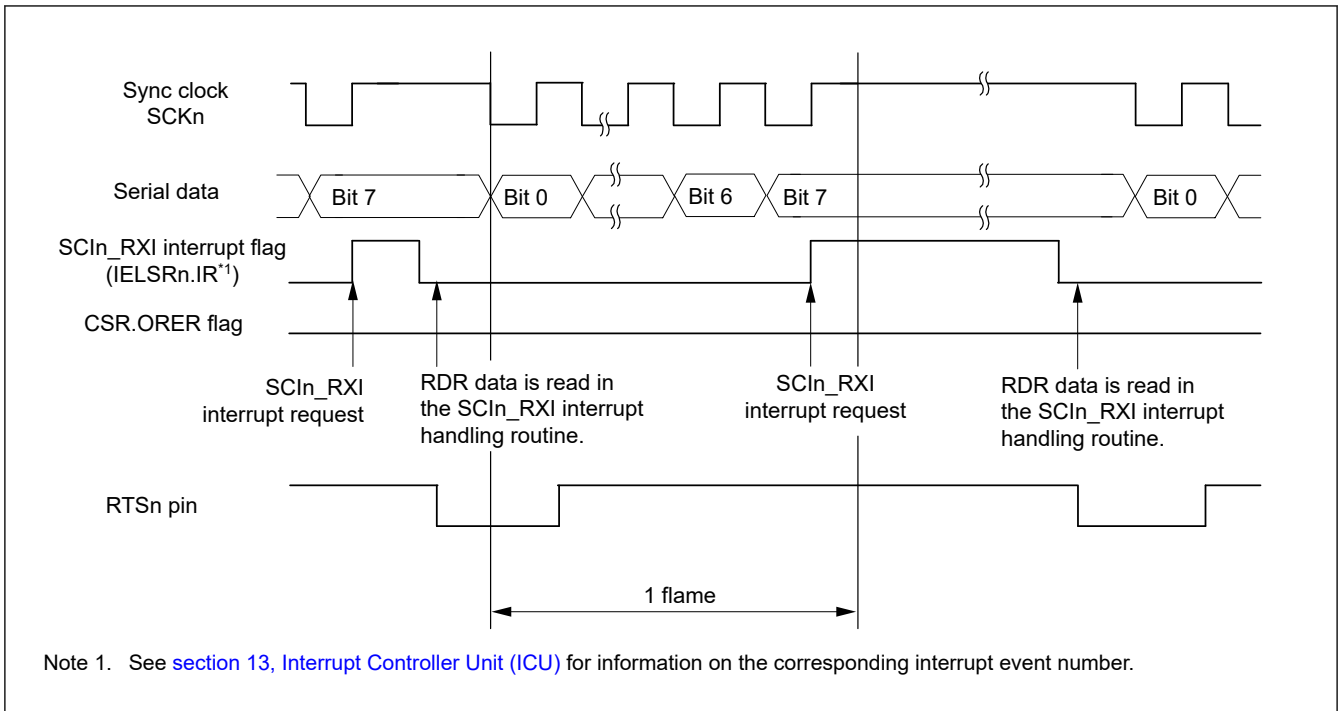 Sync clock
SCKn
Serial data
Bit 7
Bit 0
Bit 6
Bit 7
Bit 0
SCIn_RXI interrupt flag
(IELSRn.IR*1)
CSR.ORER flag
SCIn_RXI
interrupt request
RDR data is read in
the SCIn_RXI interrupt
handling routine.
SCIn_RXI
interrupt request
RDR data is read in
the SCIn_RXI interrupt
handling routine.
RTSn pin
1 flame
Note 1. See section 13, Interrupt Controller Unit (ICU) for information on the corresponding interrupt event number.